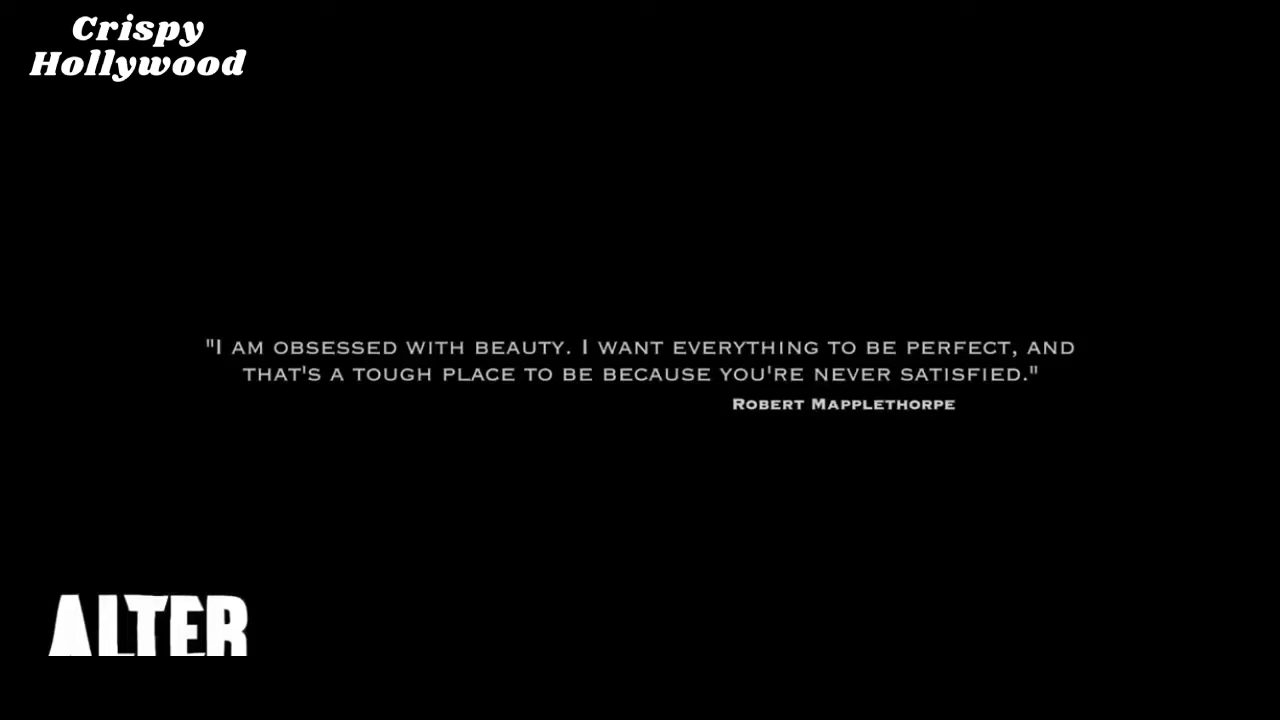 Crispy
Hollywood
"I AM OBSESSED WITH BEAUTY. I WANT EVERYTHING TO BE PERFECT, AND
THAT'S A TOUGH PLACE TO BE BECAUSE YOU'RE NEVER SATISFIED."
ROBERT MAPPLETHORPE
ALTER